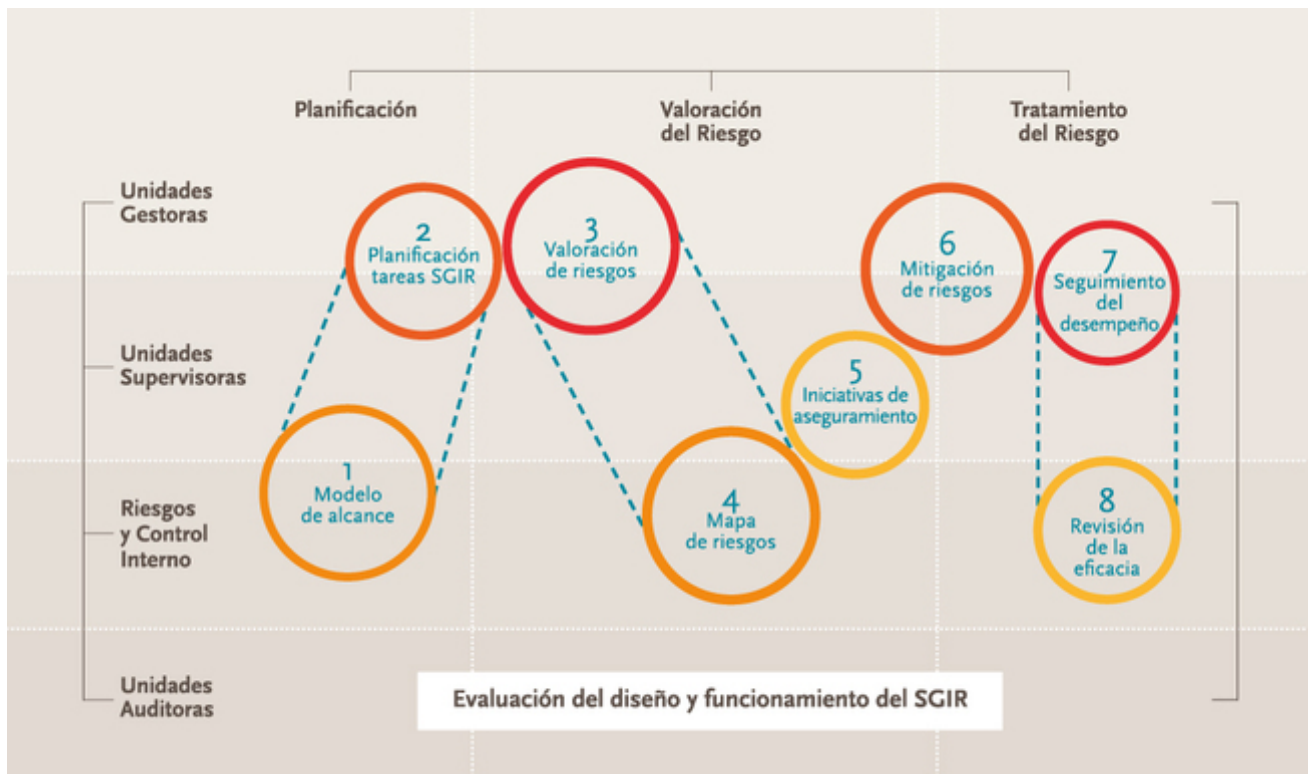 Planificación
Valoración
del Riesgo
Tratamiento
del Riesgo
Unidades
Gestoras
2
Planificación
tareas SGIR
3
Valoración
de riesgos
6
Mitigación
de riesgos
7
Seguimiento
del
desempeño
Unidades
Supervisoras
5
Iniciativas de
aseguramiento
Riesgos
y Control
Interno
1
Modelo
de alcance
4
Mapa
de riesgos
8
Revisión
de la
eficacia
Unidades
Auditoras
Evaluación del diseño y funcionamiento del SGIR